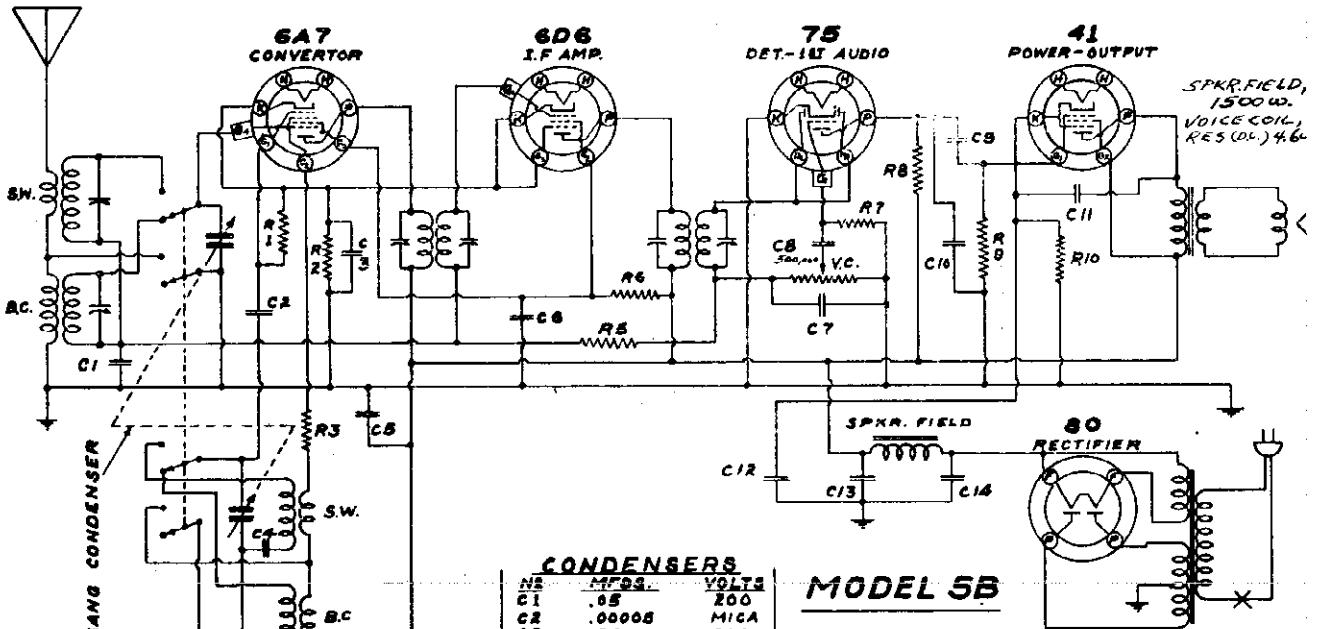 6A7
CONVERTOR
6D6
I.F AMP.
75
DET.-1ST AUDIO
41
POWER-OUTPUT
SPKR. FIELD,
1500 ω.
VOICE COIL,
RES (D.C.) 4.6
S.W.
B.C.
C1
R1
R2
C3
C2
C6
R6
R5
R7
C8
500,000
V.C.
C7
R8
C9
C10
R9
C11
R10
R3
C5
C4
S.W.
B.C
GANG CONDENSER
SPKR. FIELD
C12
C13
C14
80
RECTIFIER
CONDENSERS
NO MFDS. VOLTS
C1 .05 200
C2 .00005 MICA
MODEL 5B